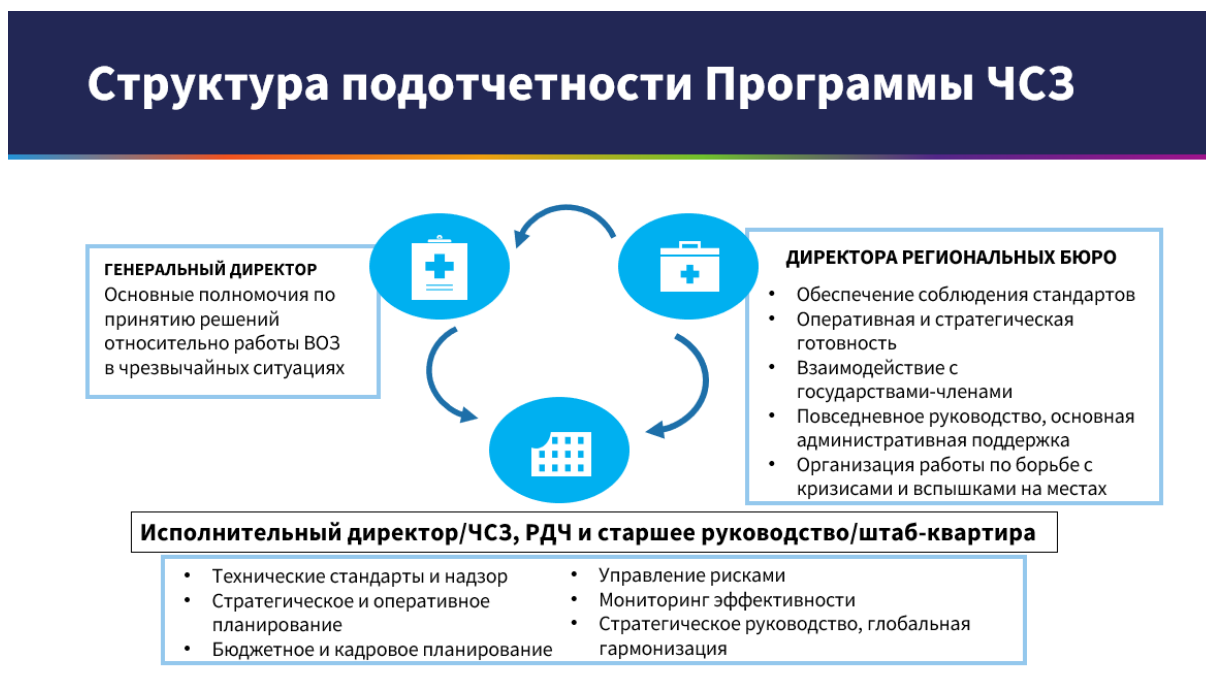 Структура подотчетности Программы ЧСЗ
ГЕНЕРАЛЬНЫЙ ДИРЕКТОР
Основные полномочия по
принятию решений
относительно работы ВОЗ
в чрезвычайных ситуациях
ДИРЕКТОРА РЕГИОНАЛЬНЫХ БЮРО
• Обеспечение соблюдения стандартов
• Оперативная и стратегическая
готовность
• Взаимодействие с
государствами-членами
• Повседневное руководство, основная
административная поддержка
• Организация работы по борьбе с
кризисами и вспышками на местах
Исполнительный директор/ЧСЗ, РДЧ и старшее руководство/штаб-квартира
• Технические стандарты и надзор
• Стратегическое и оперативное
планирование
• Бюджетное и кадровое планирование
• Управление рисками
• Мониторинг эффективности
• Стратегическое руководство, глобальная
гармонизация